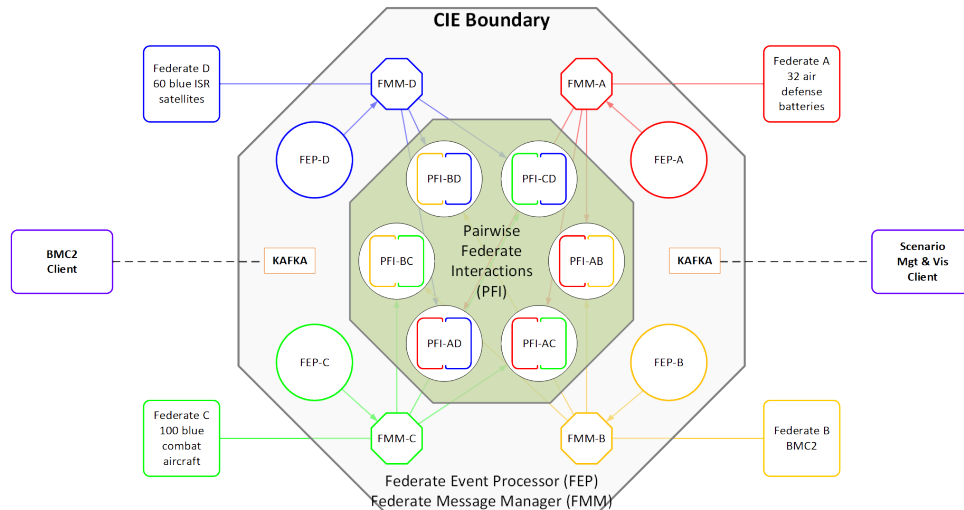 CIE Boundary
Federate D
60 blue ISR
satellites
FMM-D
FMM-A
Federate A
32 air
defense
batteries
FEP-D
FEP-A
PFI-BD
PFI-CD
Pairwise
Federate
Interactions
(PFI)
BMC2
Client
KAFKA
PFI-BC
PFI-AB
KAFKA
Scenario
Mgt & Vis
Client
PFI-AD
PFI-AC
FEP-C
FEP-B
Federate C
100 blue
combat
aircraft
FMM-C
FMM-B
Federate B
BMC2
Federate Event Processor (FEP)
Federate Message Manager (FMM)